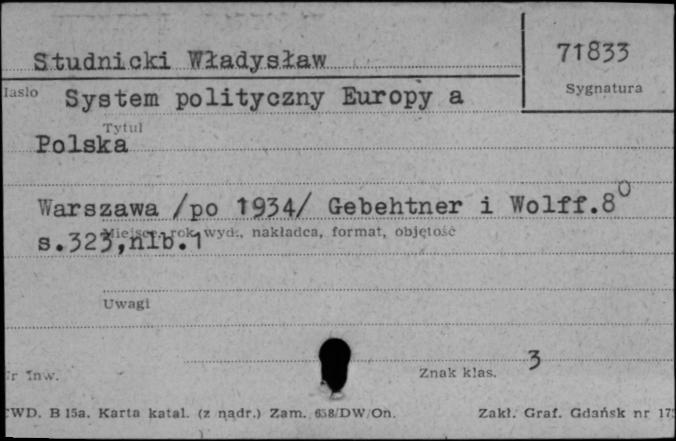 Studnicki Władysław
71833
Sygnatura
Hasło
System polityczny Europy a
Tytuł
Polska
Warszawa /po 1934/ Gebehtner i Wolff.8⁰
Miejsce, rok wyd., nakładca, format, objętość
s.323,nlb.1
Uwagi
3
Nr Inw.
Znak klas.
CWD. B 15a. Karta katal. (z nadr.) Zam. 658/DW/On.
Zakł. Graf. Gdańsk nr 173